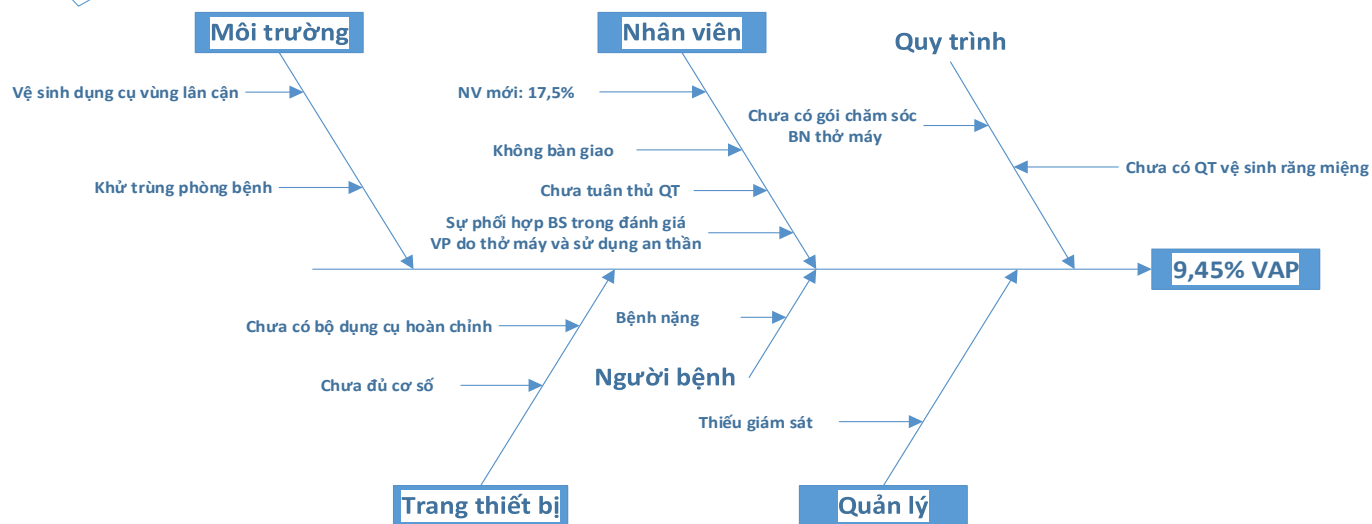 Môi trường
Nhân viên
Quy trình
Vệ sinh dụng cụ vùng lân cận
NV mới: 17,5%
Chưa có gói chăm sóc
BN thở máy
Không bàn giao
Chưa có QT vệ sinh răng miệng
Khử trùng phòng bệnh
Chưa tuân thủ QT
Sự phối hợp BS trong đánh giá
VP do thở máy và sử dụng an thần
9,45% VAP
Chưa có bộ dụng cụ hoàn chỉnh
Bệnh nặng
Chưa đủ cơ số
Người bệnh
Thiếu giám sát
Trang thiết bị
Quản lý